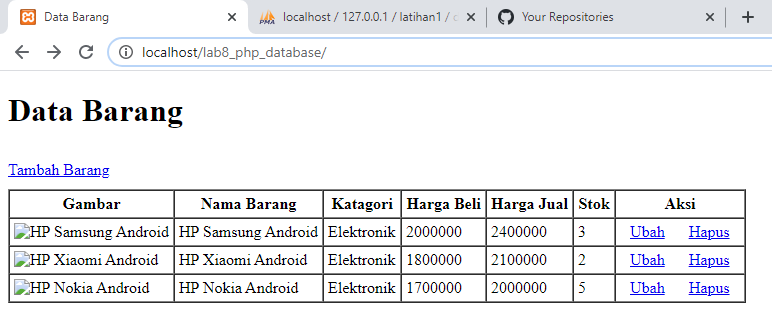 Data Barang
localhost / 127.0.0.1 / latihan1 /
Your Repositories
localhost/lab8_php_database/
Data Barang
Tambah Barang
Gambar Nama Barang Katagori Harga Beli Harga Jual Stok Aksi
HP Samsung Android HP Samsung Android Elektronik 2000000 2400000 3 Ubah Hapus
HP Xiaomi Android HP Xiaomi Android Elektronik 1800000 2100000 2 Ubah Hapus
HP Nokia Android HP Nokia Android Elektronik 1700000 2000000 5 Ubah Hapus